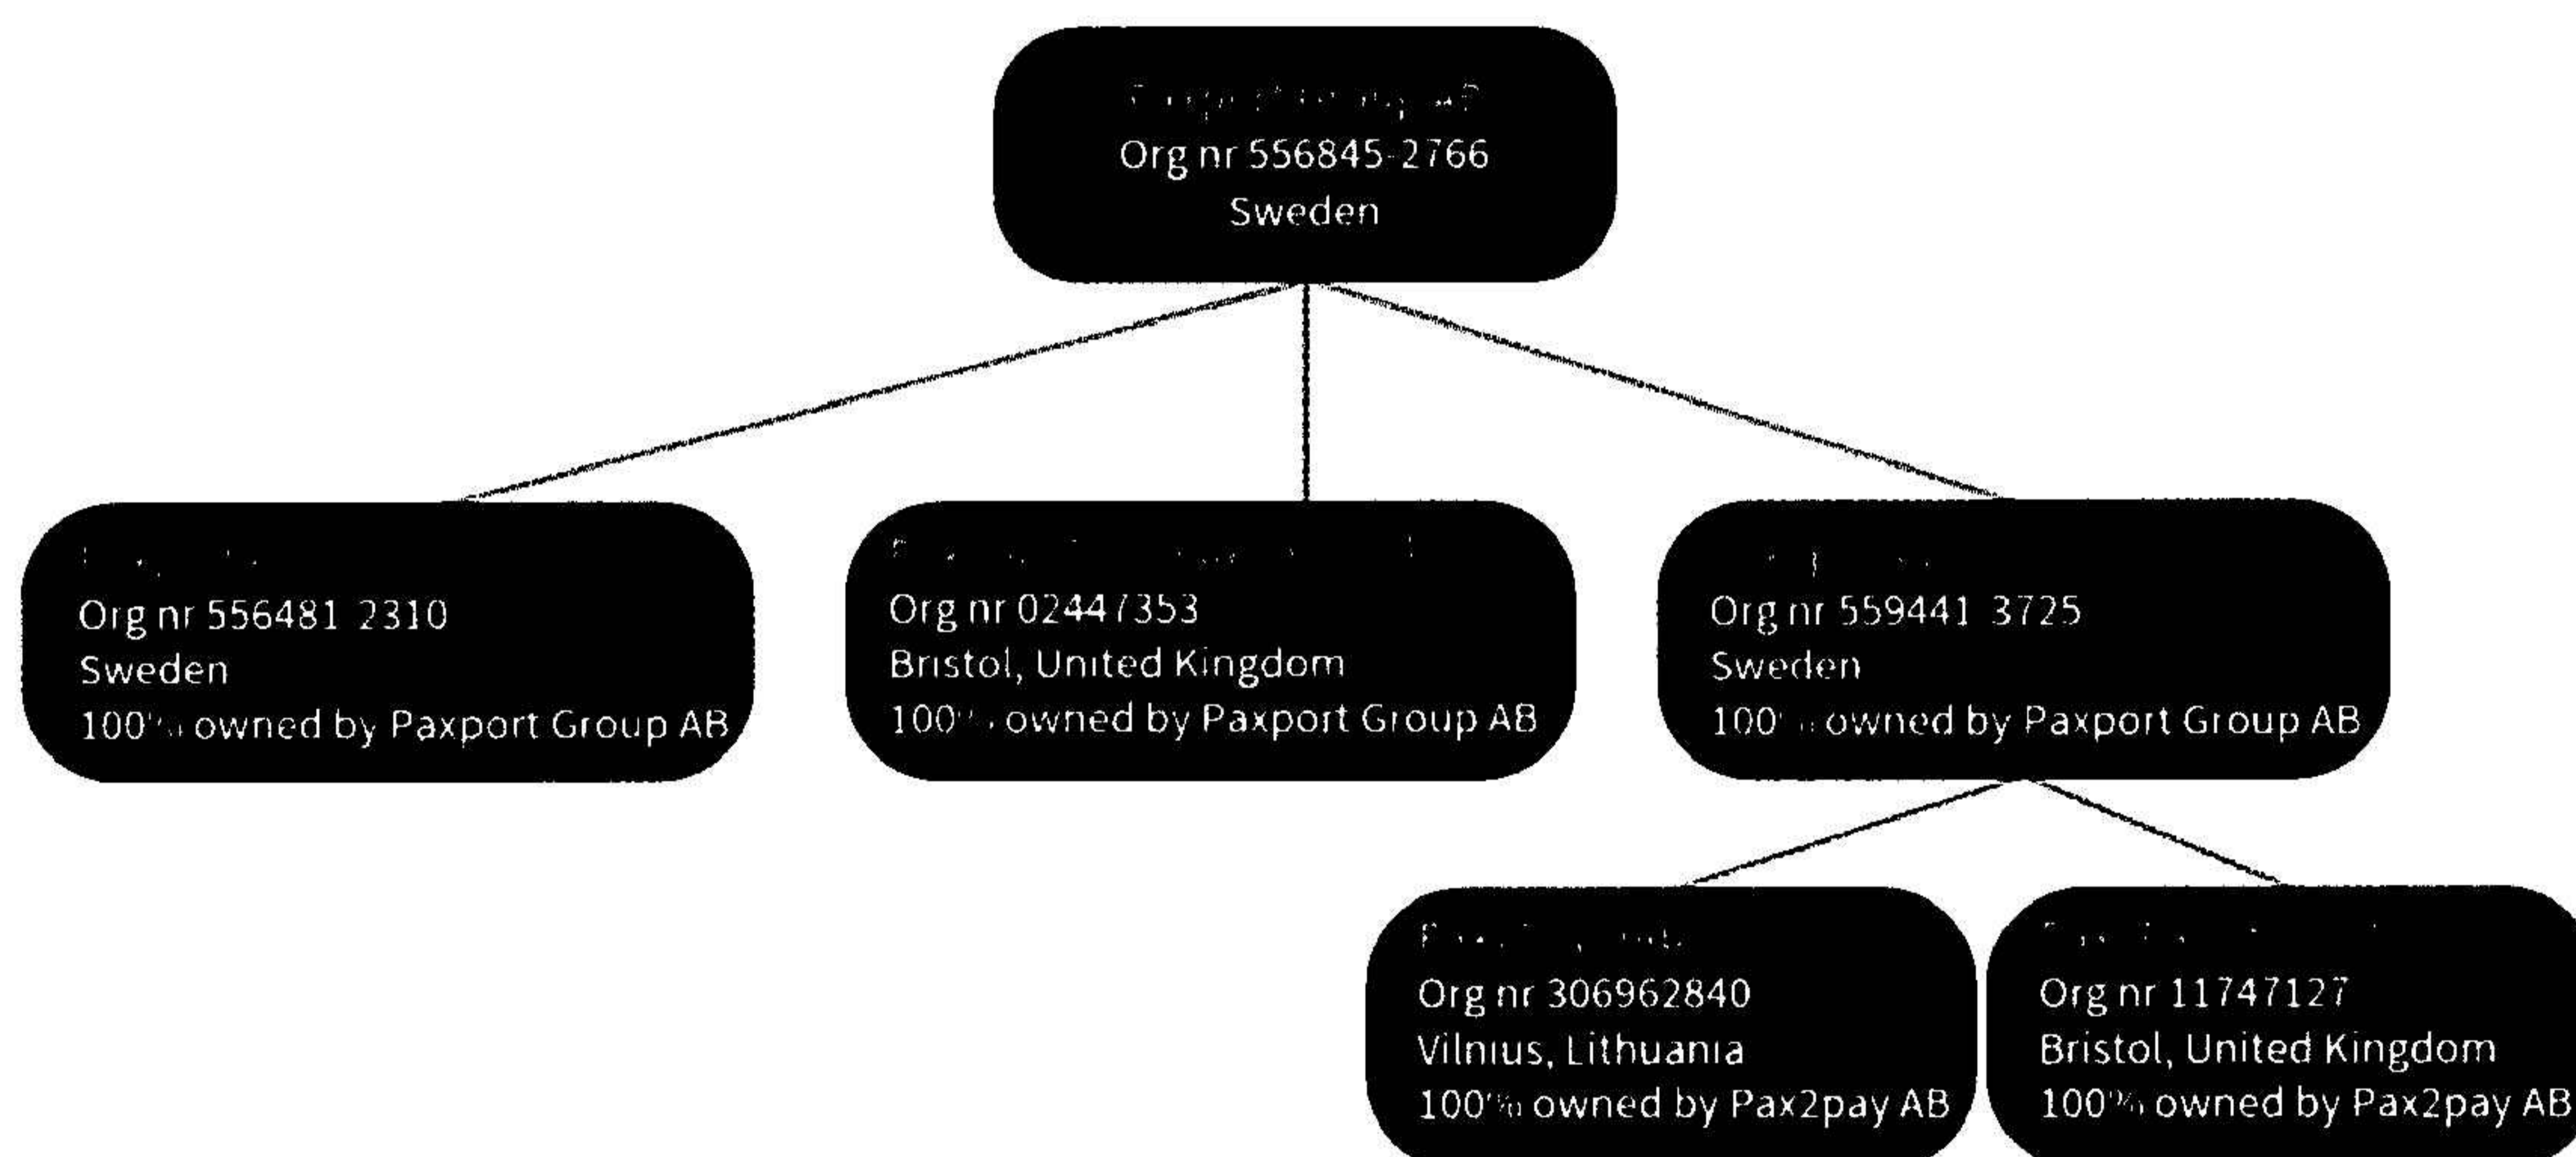 Org nr 556845-2766
Sweden
Org nr 556481-2310
Sweden
100% owned by Paxport Group AB
Org nr 02447353
Bristol, United Kingdom
100% owned by Paxport Group AB
Org nr 559441-3725
Sweden
100% owned by Paxport Group AB
Org nr 306962840
Vilnius, Lithuania
100% owned by Pax2pay AB
Org nr 11747127
Bristol, United Kingdom
100% owned by Pax2pay AB